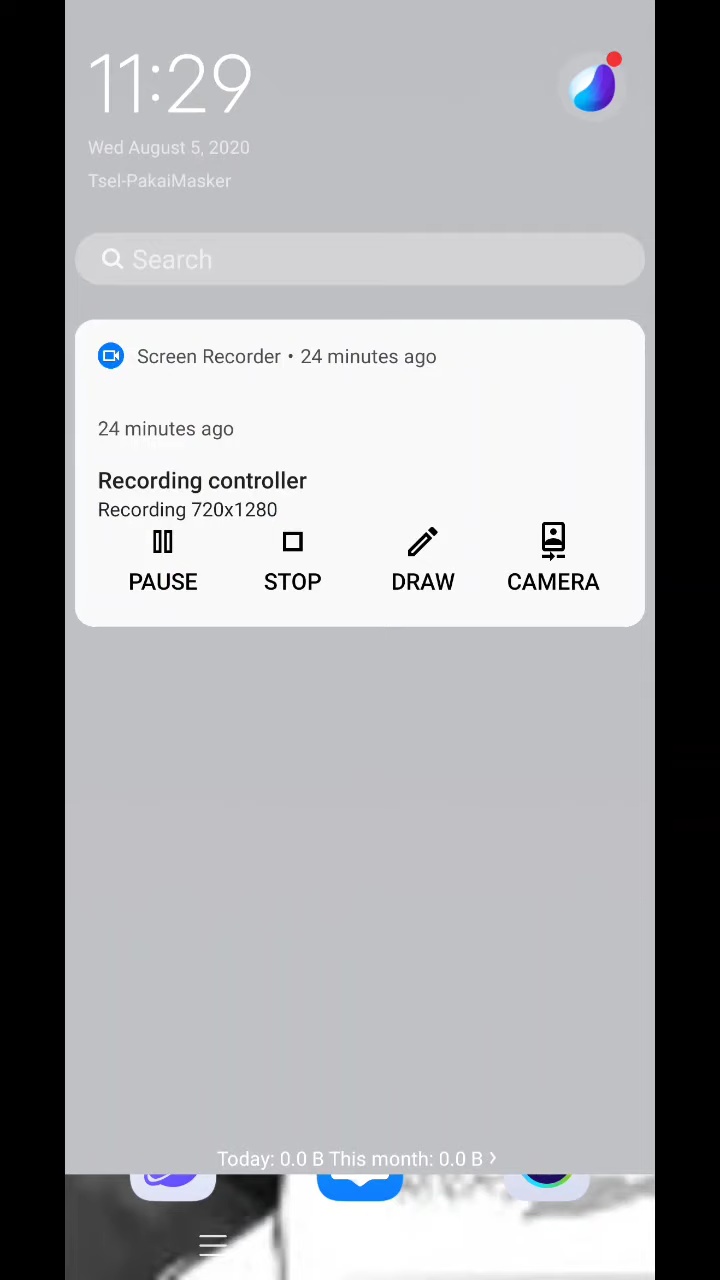 11:29
Wed August 5, 2020
Tsel-PakaiMasker
Search
Screen Recorder • 24 minutes ago
24 minutes ago
Recording controller
Recording 720x1280
PAUSE STOP DRAW CAMERA
Today: 0.0 B This month: 0.0 B >